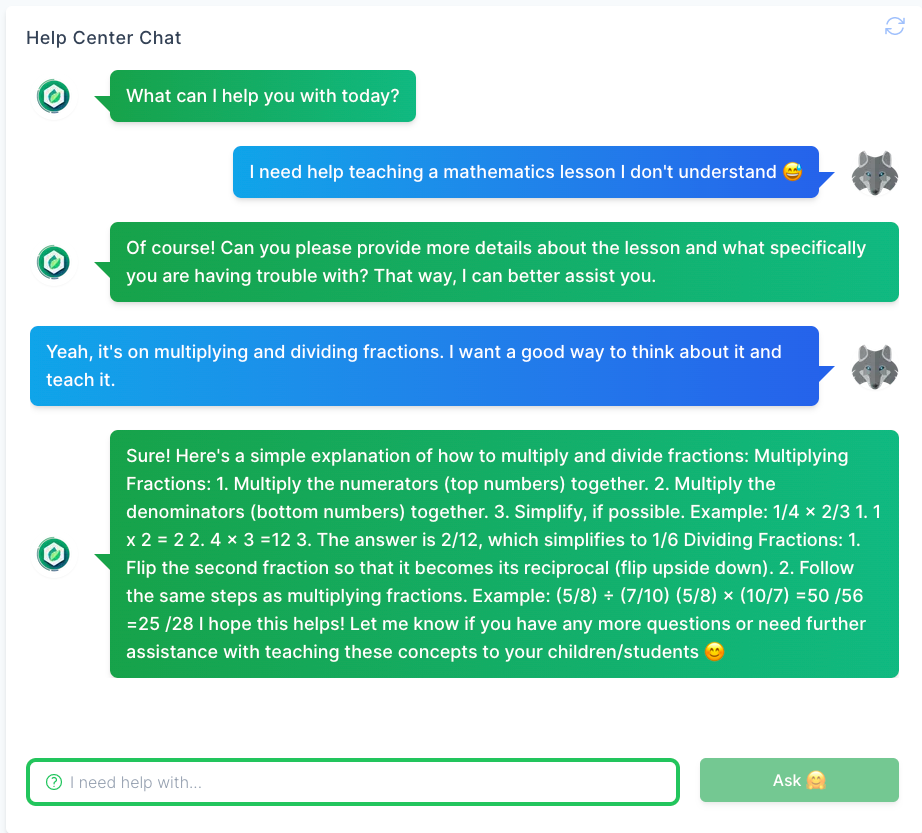 Help Center Chat
What can I help you with today?
I need help teaching a mathematics lesson I don't understand 😅
Of course! Can you please provide more details about the lesson and what specifically
you are having trouble with? That way, I can better assist you.
Yeah, it's on multiplying and dividing fractions. I want a good way to think about it and
teach it.
Sure! Here's a simple explanation of how to multiply and divide fractions: Multiplying
Fractions: 1. Multiply the numerators (top numbers) together. 2. Multiply the
denominators (bottom numbers) together. 3. Simplify, if possible. Example: 1/4 × 2/3 1. 1
x 2 = 2 2. 4 × 3 =12 3. The answer is 2/12, which simplifies to 1/6 Dividing Fractions: 1.
Flip the second fraction so that it becomes its reciprocal (flip upside down). 2. Follow
the same steps as multiplying fractions. Example: (5/8) ÷ (7/10) (5/8) × (10/7) =50 /56
=25 /28 I hope this helps! Let me know if you have any more questions or need further
assistance with teaching these concepts to your children/students 😊
I need help with...
Ask 🤗